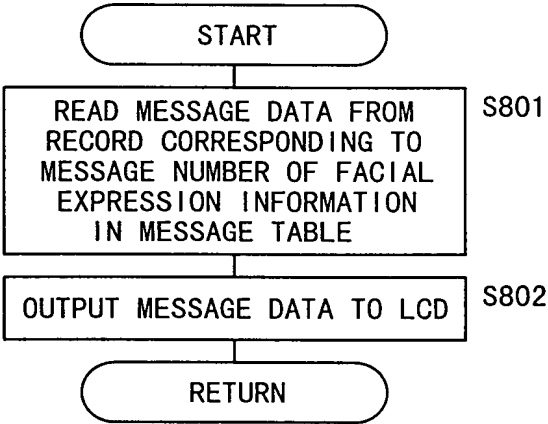 START
READ MESSAGE DATA FROM
RECORD CORRESPONDING TO
MESSAGE NUMBER OF FACIAL
EXPRESSION INFORMATION
IN MESSAGE TABLE
S801
OUTPUT MESSAGE DATA TO LCD
S802
RETURN